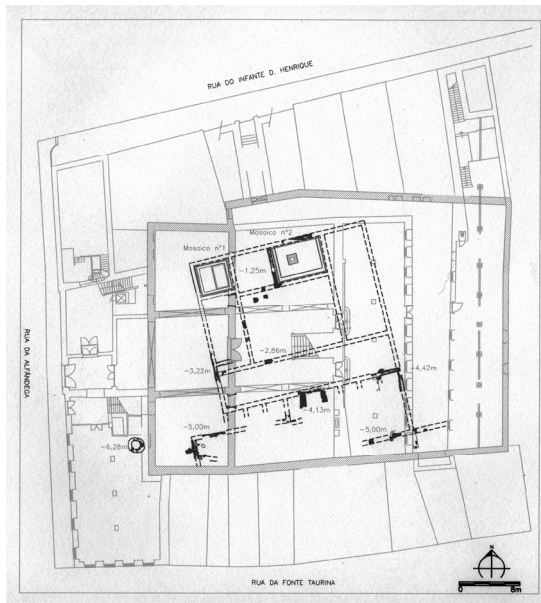 RUA DO INFANTE D. HENRIQUE
Mosaico nº2
Mosaico nº1
-1,25m
-2,86m
-3,22m
-4,42m
-4,13m
-5,00m
-5,00m
-6,28m
RUA DA ALFÂNDEGA
RUA DA FONTE TAURINA
N
0 8m